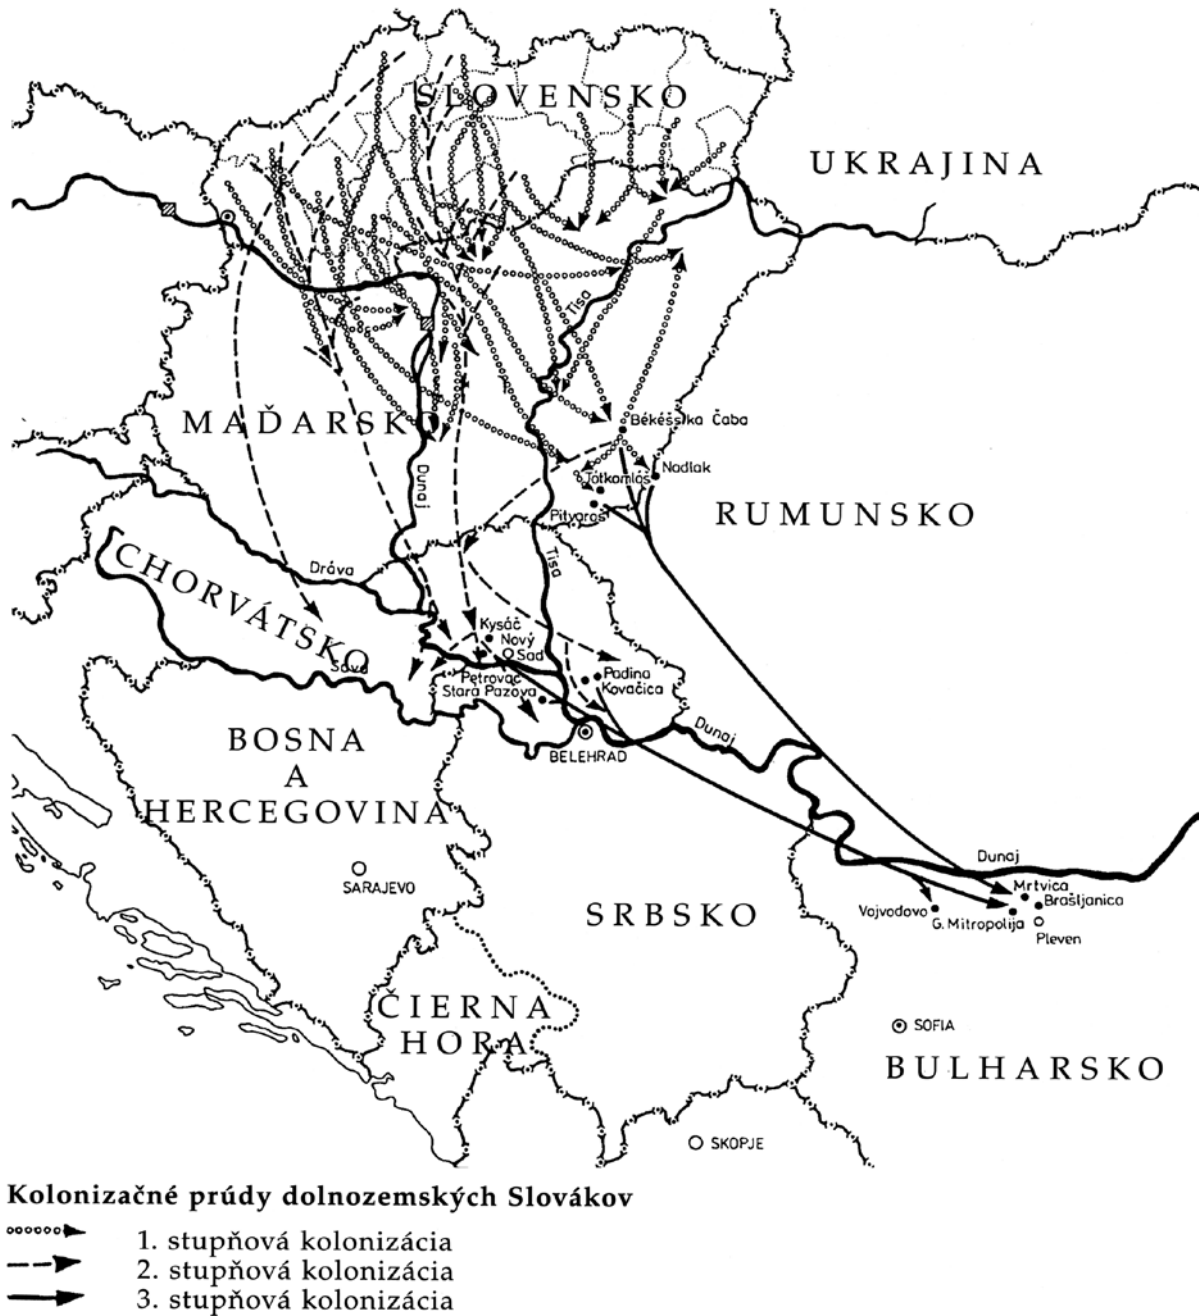 SLOVENSKO
UKRAJINA
Tisa
MAĎARSKO
Békéšska Čaba
Nadlak
Tótkomlós
Pitvaroš
Dunaj
RUMUNSKO
Tisa
CHORVÁTSKO
Dráva
Sáva
Kysáč
Nový
Sad
Petrovac
Stará Pazova
Padina
Kovačica
Dunaj
BELEHRAD
BOSNA
A
HERCEGOVINA
SARAJEVO
Dunaj
Mrtvica
Brašljanica
Vojvodovo
G. Mitropolija
Pleven
SRBSKO
ČIERNA
HORA
SOFIA
BULHARSKO
SKOPJE
Kolonizačné prúdy dolnozemských Slovákov
1. stupňová kolonizácia
2. stupňová kolonizácia
3. stupňová kolonizácia